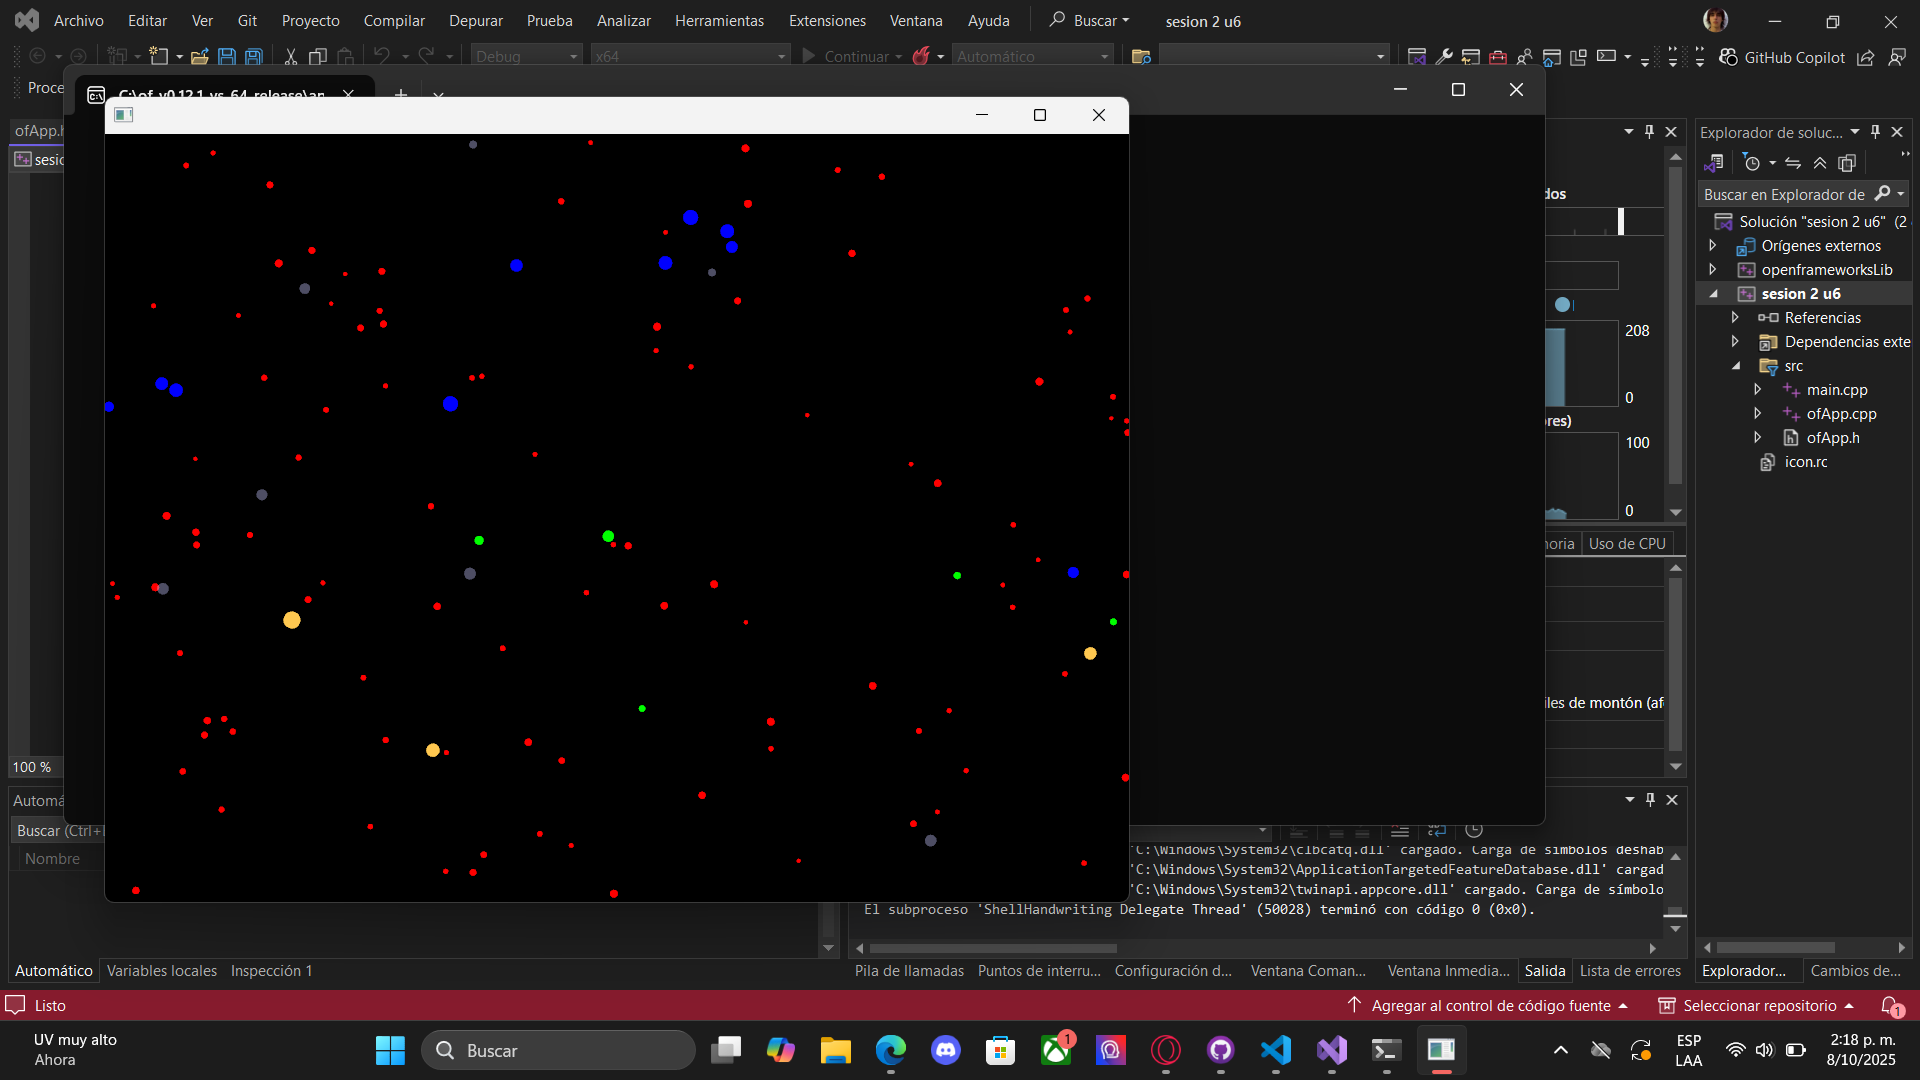 Archivo Editar Ver Git Proyecto Compilar Depurar Prueba Analizar Herramientas Extensiones Ventana Ayuda Buscar sesion 2 u6
Debug x64 Continuar Automático GitHub Copilot
Proce
C:\of_v0.12.1_vs_64_release\ap
ofApp.h
sesic
Explorador de soluc...
Buscar en Explorador de
Solución "sesion 2 u6" (2
Orígenes externos
openframeworksLib
sesion 2 u6
Referencias
Dependencias exte
src
main.cpp
ofApp.cpp
ofApp.h
icon.rc
dos
208
0
ores)
100
0
moria Uso de CPU
iles de montón (afe
100 %
Automá
Buscar (Ctrl+I
Nombre
'C:\Windows\System32\clbcatq.dll' cargado. Carga de símbolos deshab
'C:\Windows\System32\ApplicationTargetedFeatureDatabase.dll' cargad
'C:\Windows\System32\twinapi.appcore.dll' cargado. Carga de símbolo
El subproceso 'ShellHandwriting Delegate Thread' (50028) terminó con código 0 (0x0).
Automático Variables locales Inspección 1
Pila de llamadas Puntos de interru... Configuración d... Ventana Coman... Ventana Inmedia... Salida Lista de errores
Explorador... Cambios de...
Listo
Agregar al control de código fuente Seleccionar repositorio 1
UV muy alto
Ahora
Buscar
1
ESP
LAA
2:18 p. m.
8/10/2025